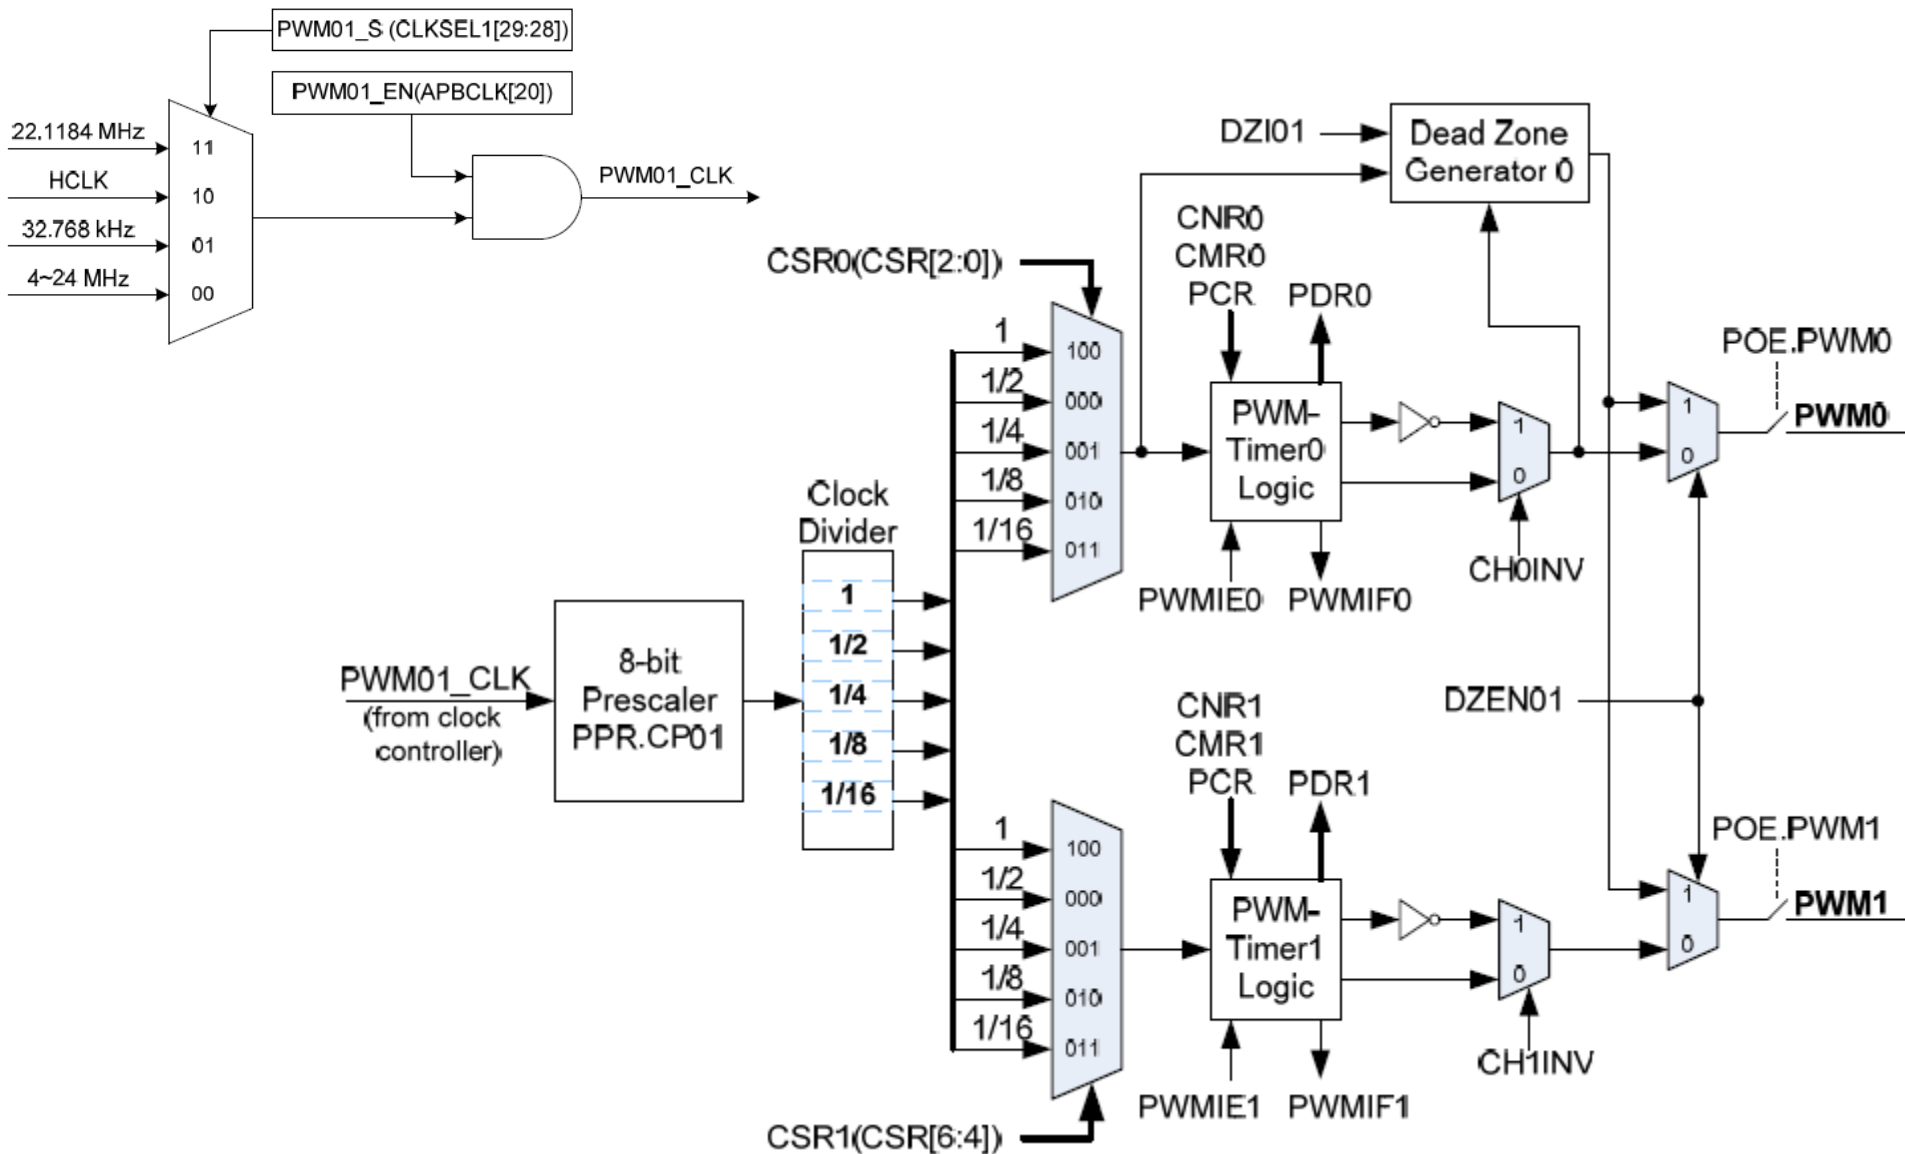 PWM01_S (CLKSEL1[29:28])
PWM01_EN(APBCLK[20])
22.1184 MHz
11
HCLK
10
32.768 kHz
01
4~24 MHz
00
PWM01_CLK
DZI01
Dead Zone
Generator 0
CSR0(CSR[2:0])
1
100
1/2
000
1/4
001
1/8
010
1/16
011
CNR0
CMR0
PCR
PDR0
PWM-
Timer0
Logic
PWMIE0
PWMIF0
1
0
CH0INV
1
0
POE.PWM0
PWM0
Clock
Divider
1
1/2
1/4
1/8
1/16
PWM01_CLK
(from clock
controller)
8-bit
Prescaler
PPR.CP01
DZEN01
1
100
1/2
000
1/4
001
1/8
010
1/16
011
CSR1(CSR[6:4])
CNR1
CMR1
PCR
PDR1
PWM-
Timer1
Logic
PWMIE1
PWMIF1
1
0
CH1INV
1
0
POE.PWM1
PWM1